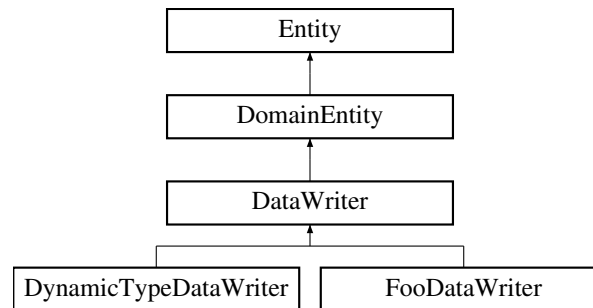 Entity
DomainEntity
DataWriter
DynamicTypeDataWriter
FooDataWriter